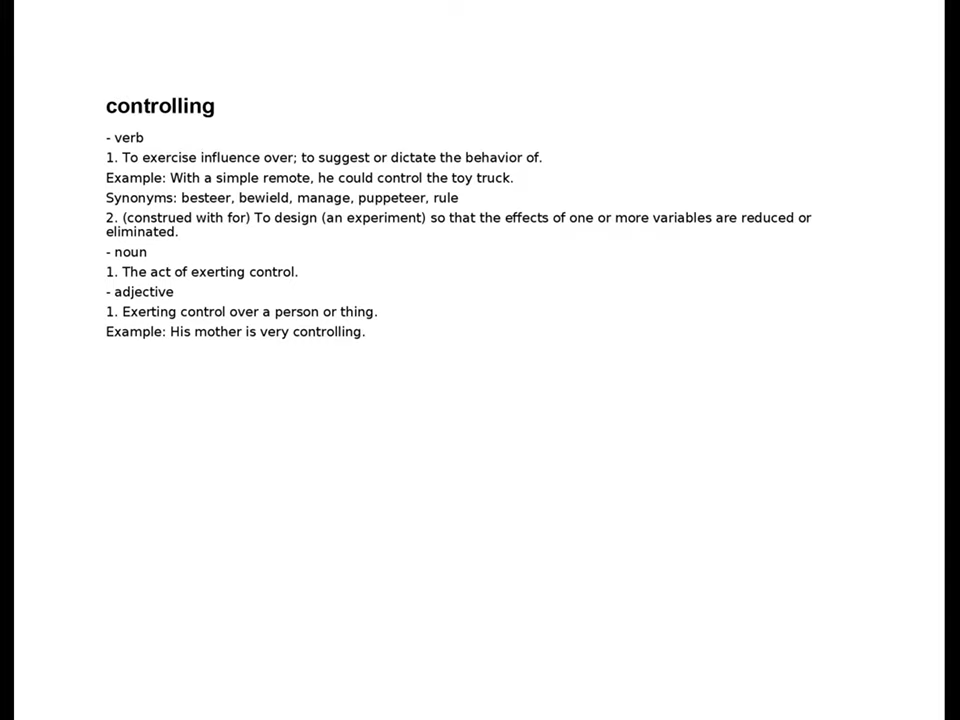 controlling
- verb
1. To exercise influence over; to suggest or dictate the behavior of.
Example: With a simple remote, he could control the toy truck.
Synonyms: besteer, bewield, manage, puppeteer, rule
2. (construed with for) To design (an experiment) so that the effects of one or more variables are reduced or
eliminated.
- noun
1. The act of exerting control.
- adjective
1. Exerting control over a person or thing.
Example: His mother is very controlling.